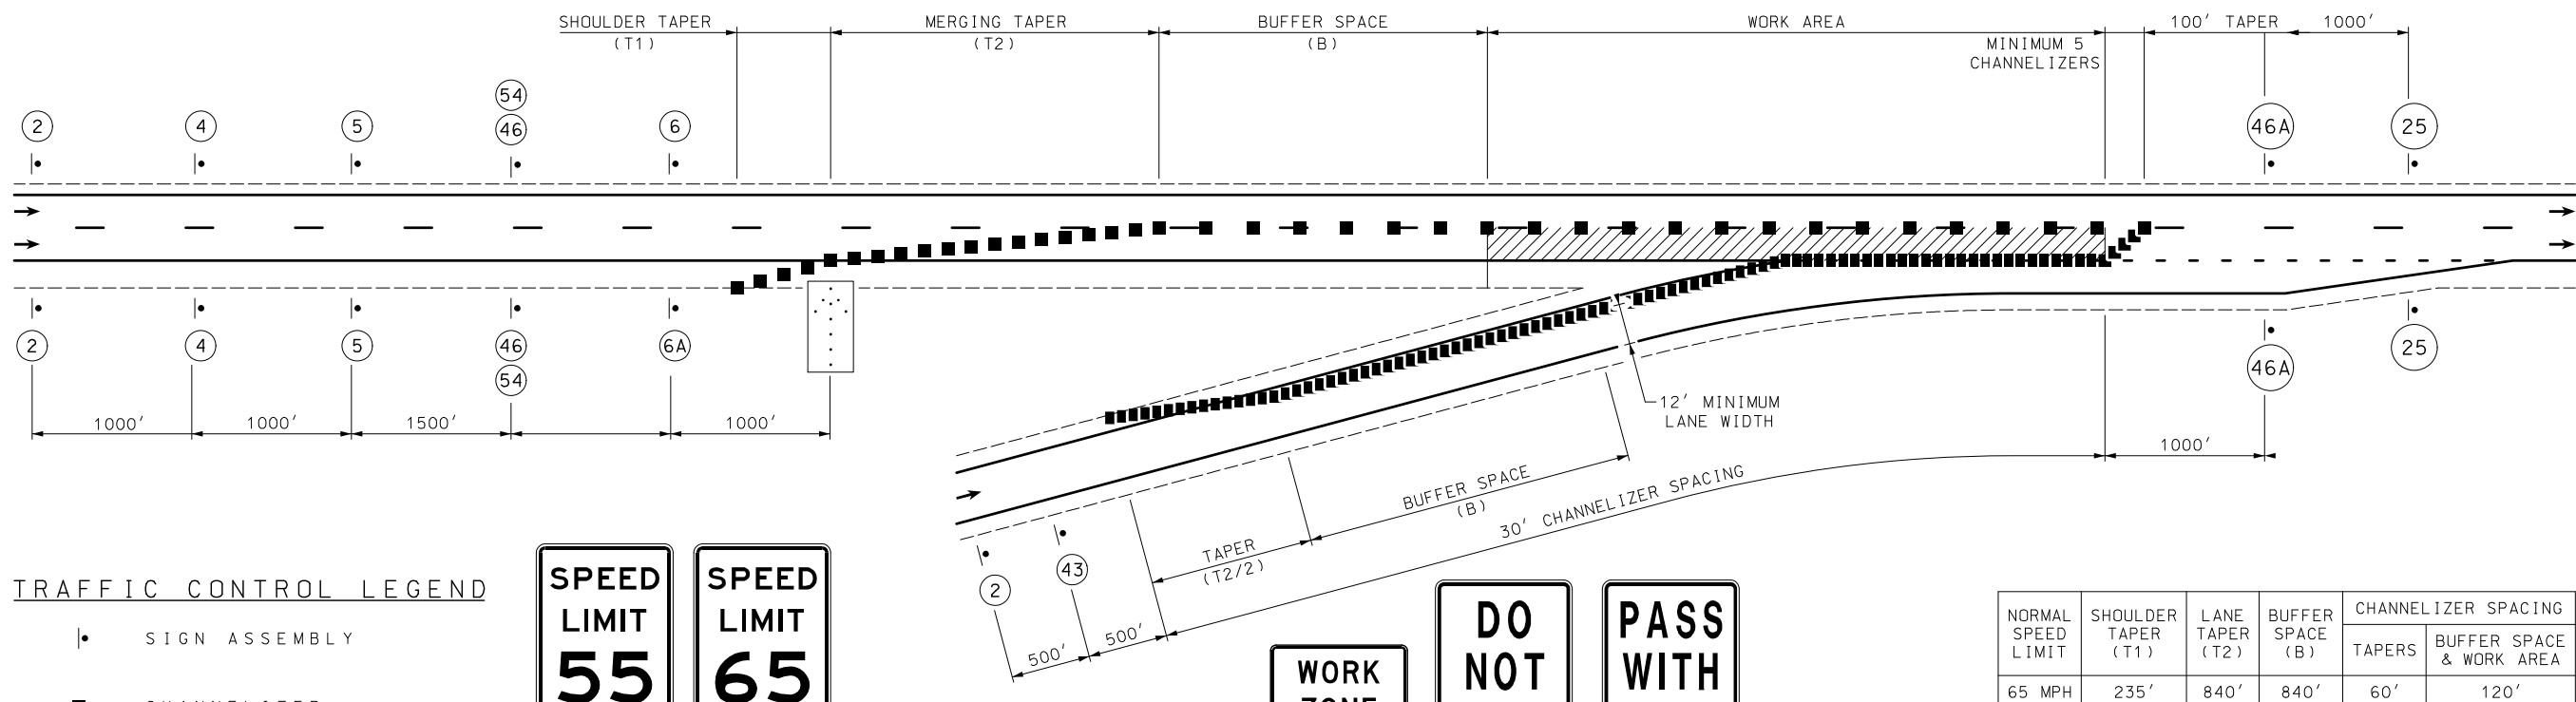 SHOULDER TAPER
(T1)
MERGING TAPER
(T2)
BUFFER SPACE
(B)
WORK AREA
MINIMUM 5
CHANNELIZERS
100' TAPER
1000'
2
4
5
54
46
6
46A
25
2
4
5
46
54
6A
46A
25
1000'
1000'
1500'
1000'
12' MINIMUM
LANE WIDTH
1000'
BUFFER SPACE
(B)
30' CHANNELIZER SPACING
TAPER
(T2/2)
2
43
500'
500'
TRAFFIC CONTROL LEGEND
SIGN ASSEMBLY
SPEED
LIMIT
55
SPEED
LIMIT
65
WORK
DO
NOT
PASS
WITH
NORMAL
SPEED
LIMIT
SHOULDER
TAPER
(T1)
LANE
TAPER
(T2)
BUFFER
SPACE
(B)
CHANNELIZER SPACING
TAPERS
BUFFER SPACE
& WORK AREA
65 MPH
235'
840'
840'
60'
120'